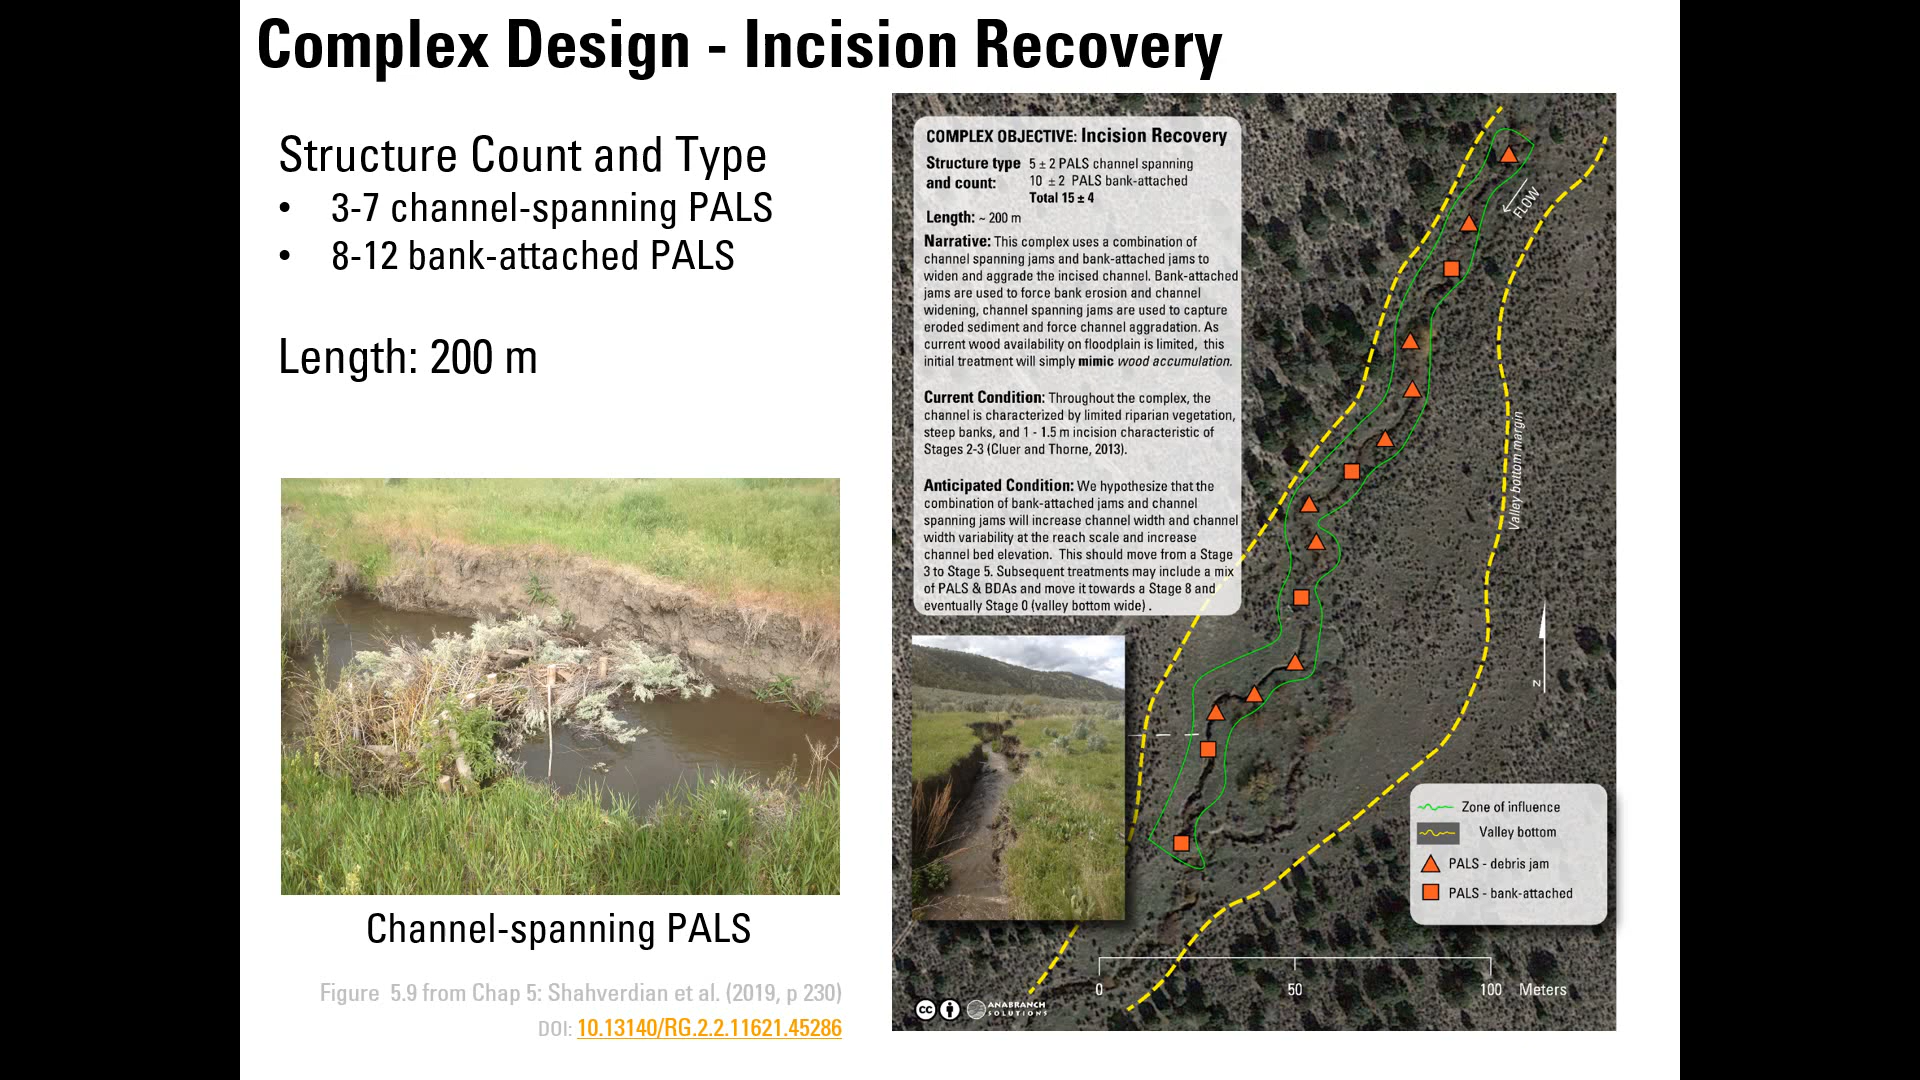 Complex Design - Incision Recovery
Structure Count and Type
• 3-7 channel-spanning PALS
• 8-12 bank-attached PALS
Length: 200 m
Channel-spanning PALS
Figure 5.9 from Chap 5: Shahverdian et al. (2019, p 230)
DOI: 10.13140/RG.2.2.11621.45286
COMPLEX OBJECTIVE: Incision Recovery
Structure type 5 ± 2 PALS channel spanning
and count: 10 ± 2 PALS bank-attached
Total 15 ± 4
Length: ~ 200 m
Narrative: This complex uses a combination of
channel spanning jams and bank-attached jams to
widen and aggrade the incised channel. Bank-attached
jams are used to force bank erosion and channel
widening, channel spanning jams are used to capture
eroded sediment and force channel aggradation. As
current wood availability on floodplain is limited, this
initial treatment will simply mimic wood accumulation.
Current Condition: Throughout the complex, the
channel is characterized by limited riparian vegetation,
steep banks, and 1 - 1.5 m incision characteristic of
Stages 2-3 (Cluer and Thorne, 2013).
Anticipated Condition: We hypothesize that the
combination of bank-attached jams and channel
spanning jams will increase channel width and channel
width variability at the reach scale and increase
channel bed elevation. This should move from a Stage
3 to Stage 5. Subsequent treatments may include a mix
of PALS & BDAs and move it towards a Stage 8 and
eventually Stage 0 (valley bottom wide) .
FLOW
Valley bottom margin
N
Zone of influence
Valley bottom
PALS - debris jam
PALS - bank-attached
0 50 100 Meters
cc
ANABRANCH
SOLUTIONS